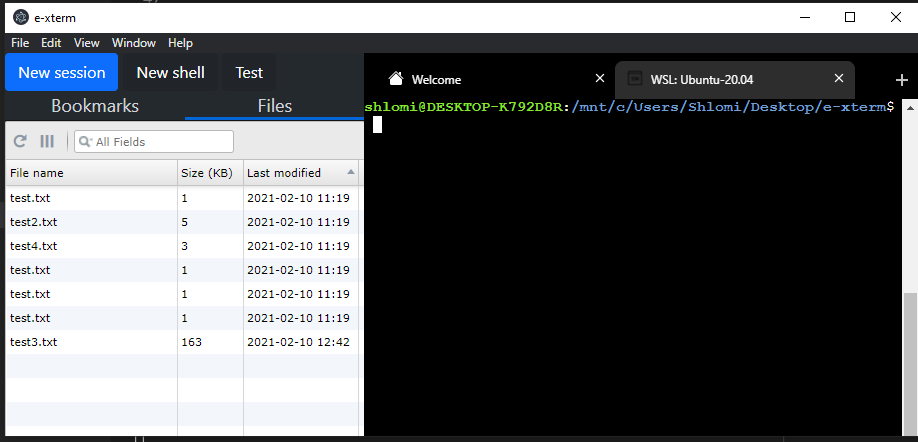 e-xterm
File Edit View Window Help
New session New shell Test
Bookmarks Files
All Fields
File name Size (KB) Last modified
test.txt 1 2021-02-10 11:19
test2.txt 5 2021-02-10 11:19
test4.txt 3 2021-02-10 11:19
test.txt 1 2021-02-10 11:19
test.txt 1 2021-02-10 11:19
test.txt 1 2021-02-10 11:19
test3.txt 163 2021-02-10 12:42
Welcome WSL: Ubuntu-20.04
shlomi@DESKTOP-K792D8R:/mnt/c/Users/Shlomi/Desktop/e-xterm$